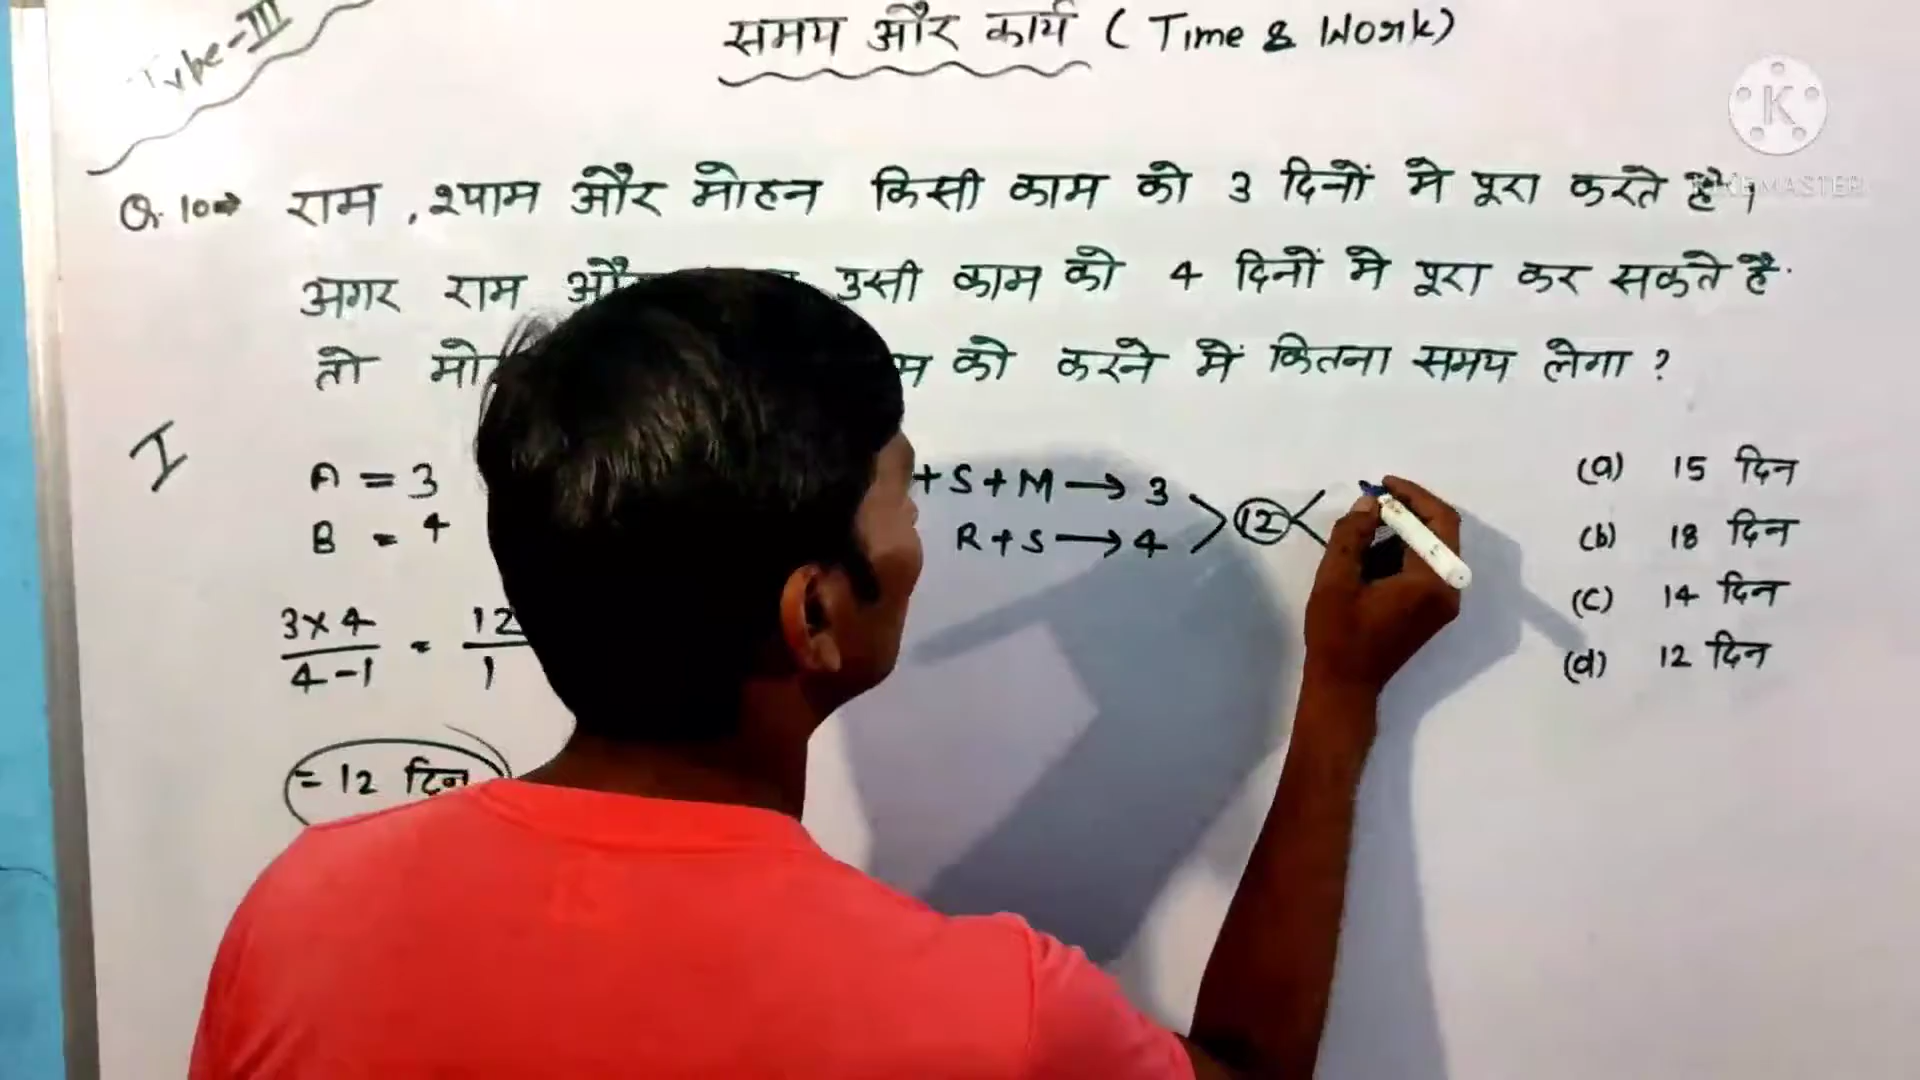 Type-III
समय और कार्य ( Time & Work)
K
KINEMASTER
Q. 10→ राम , श्याम और मोहन किसी काम को 3 दिनों मे पूरा करते है ।
अगर राम उसी काम को 4 दिनों मे पूरा कर सकते है
तो को करने में कितना समय लेगा ?
I
A = 3
B = 4
+ S + M → 3
R + S → 4
12
3 x 4 / 4 - 1 = 12 / 1
= 12 दिन
(a) 15 दिन
(b) 18 दिन
(c) 14 दिन
(d) 12 दिन